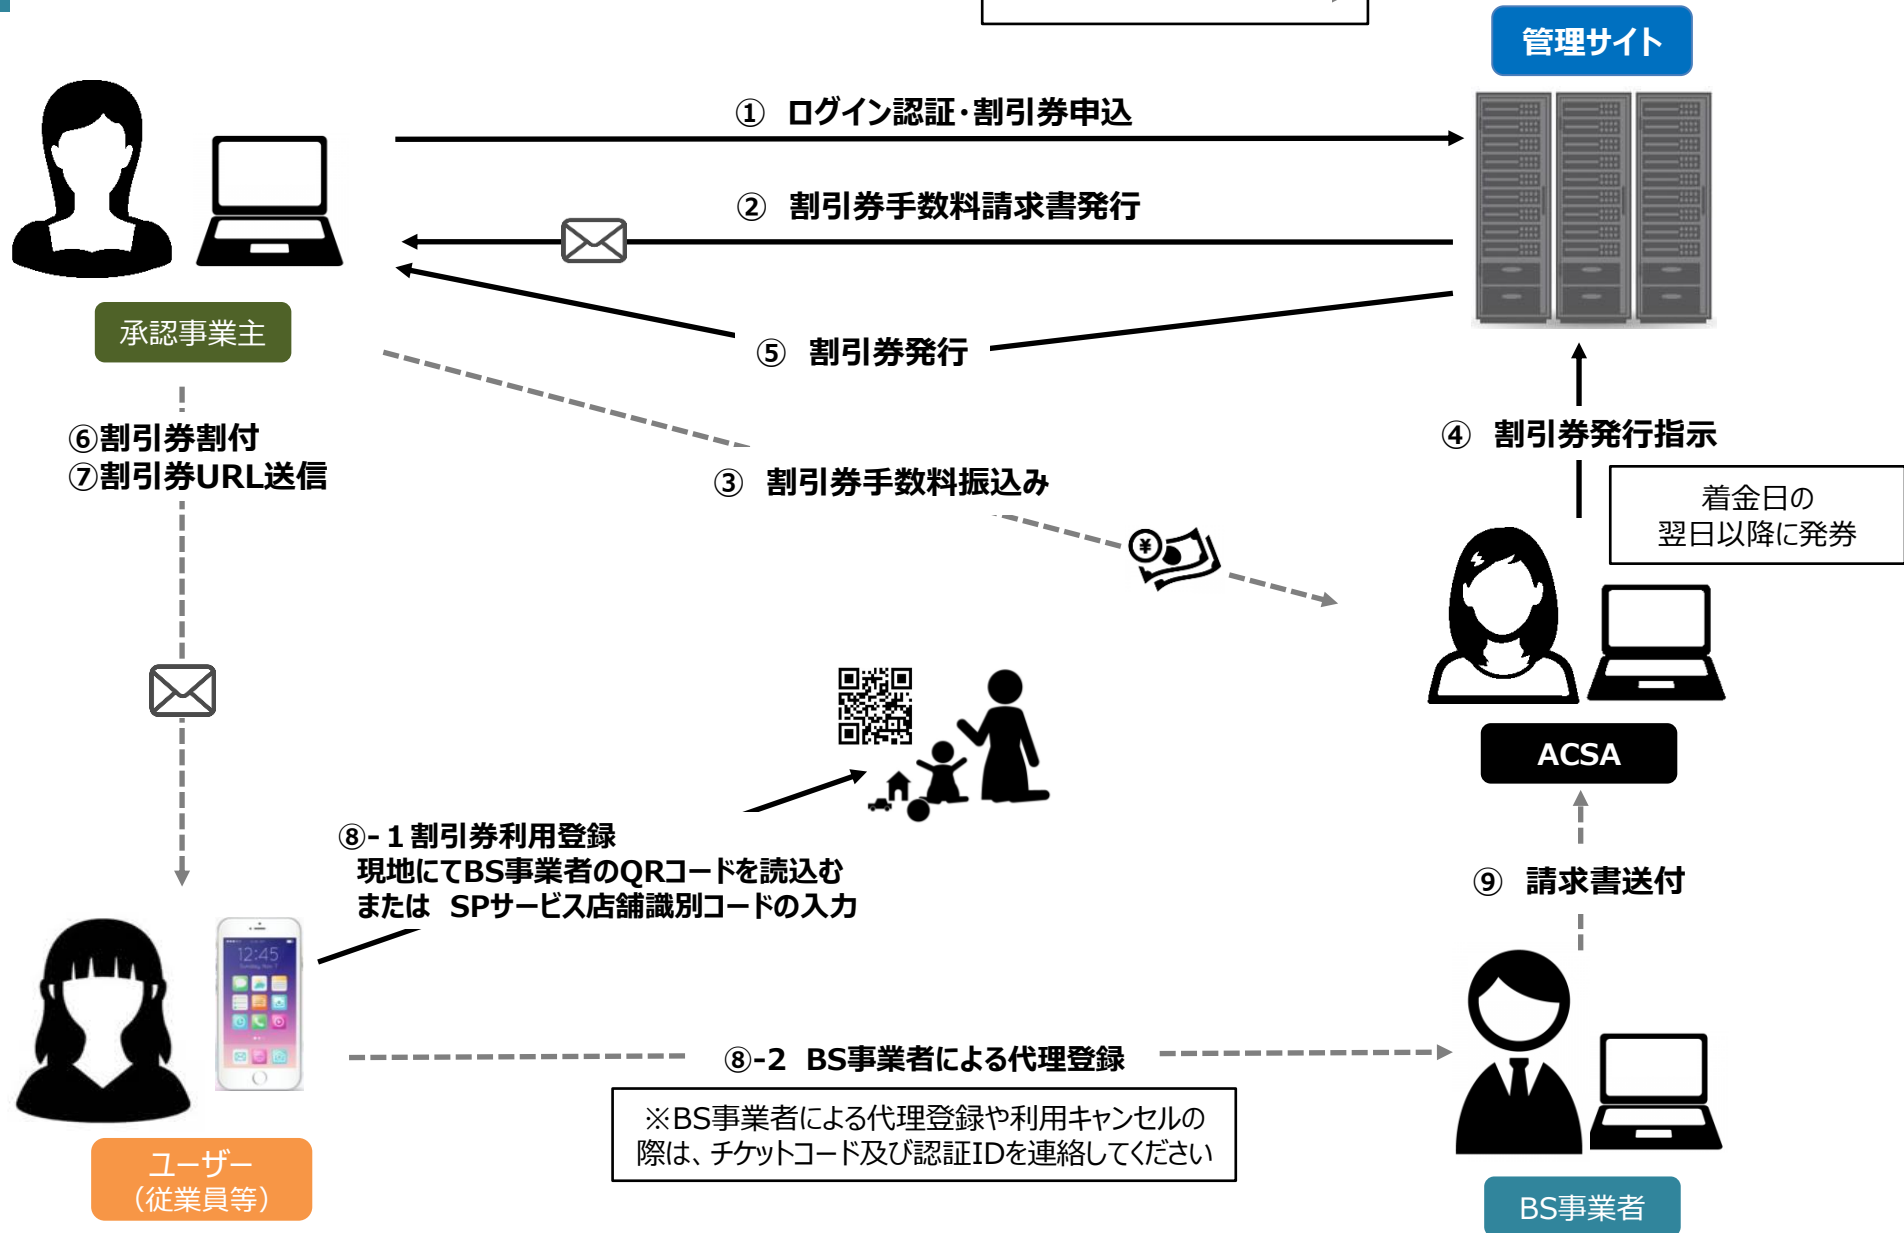 管理サイト
① ログイン認証・割引券申込
② 割引券手数料請求書発行
承認事業主
⑤ 割引券発行
⑥割引券割付
⑦割引券URL送信
④ 割引券発行指示
③ 割引券手数料振込み
着金日の
翌日以降に発券
ACSA
⑧-１割引券利用登録
現地にてBS事業者のQRコードを読込む
または SPサービス店舗識別コードの入力
⑨ 請求書送付
12:45
⑧-2 BS事業者による代理登録
※BS事業者による代理登録や利用キャンセルの
際は、チケットコード及び認証IDを連絡してください
ユーザー
（従業員等）
BS事業者